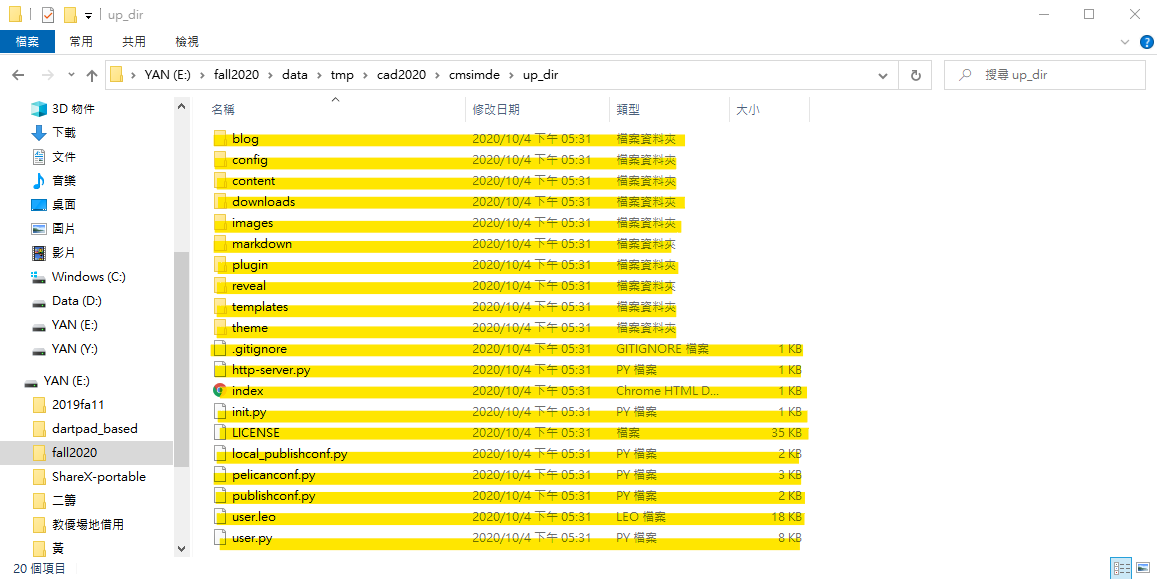 up_dir
檔案 常用 共用 檢視
YAN (E:) › fall2020 › data › tmp › cad2020 › cmsimde › up_dir
搜尋 up_dir
3D 物件
下載
文件
音樂
桌面
圖片
影片
Windows (C:)
Data (D:)
YAN (E:)
YAN (Y:)
YAN (E:)
2019fa11
dartpad_based
fall2020
ShareX-portable
二籌
教優場地借用
黃
名稱 修改日期 類型 大小
blog 2020/10/4 下午 05:31 檔案資料夾
config 2020/10/4 下午 05:31 檔案資料夾
content 2020/10/4 下午 05:31 檔案資料夾
downloads 2020/10/4 下午 05:31 檔案資料夾
images 2020/10/4 下午 05:31 檔案資料夾
markdown 2020/10/4 下午 05:31 檔案資料夾
plugin 2020/10/4 下午 05:31 檔案資料夾
reveal 2020/10/4 下午 05:31 檔案資料夾
templates 2020/10/4 下午 05:31 檔案資料夾
theme 2020/10/4 下午 05:31 檔案資料夾
.gitignore 2020/10/4 下午 05:31 GITIGNORE 檔案 1 KB
http-server.py 2020/10/4 下午 05:31 PY 檔案 1 KB
index 2020/10/4 下午 05:31 Chrome HTML D... 1 KB
init.py 2020/10/4 下午 05:31 PY 檔案 1 KB
LICENSE 2020/10/4 下午 05:31 檔案 35 KB
local_publishconf.py 2020/10/4 下午 05:31 PY 檔案 2 KB
pelicanconf.py 2020/10/4 下午 05:31 PY 檔案 3 KB
publishconf.py 2020/10/4 下午 05:31 PY 檔案 2 KB
user.leo 2020/10/4 下午 05:31 LEO 檔案 18 KB
user.py 2020/10/4 下午 05:31 PY 檔案 8 KB
20 個項目